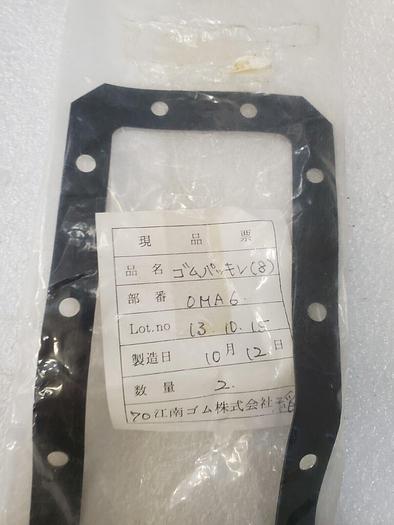 現品票
品名 ゴムパッキン(8)
部番 OMA6.
Lot.no 13.10.15
製造日 10月12日
数量 2.
江南ゴム株式会社